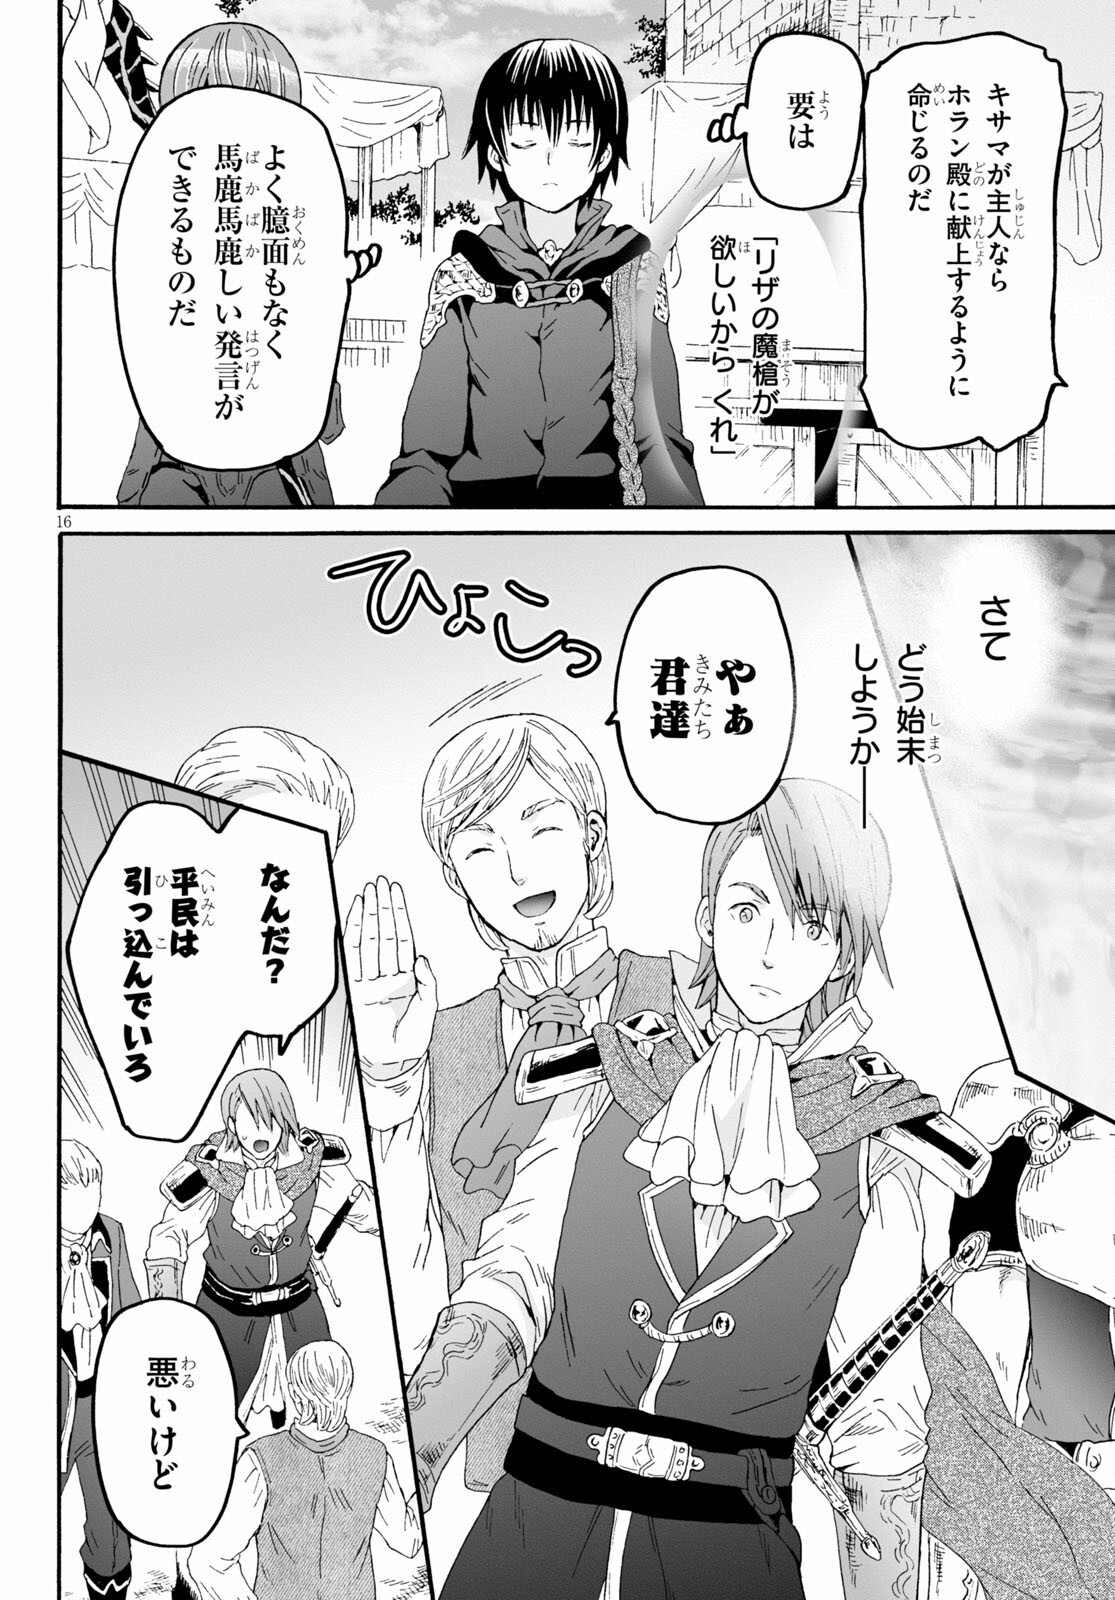 キサマが主人なら
ホラン殿に献上するように
命じるのだ
要は
「リザの魔槍が
欲しいから くれ」
よく臆面もなく
馬鹿馬鹿しい発言が
できるものだ
16
さて
どう始末
しようか──
やぁ
君達
ひょこっ
なんだ?
平民は
引っ込んでいろ
悪いけど